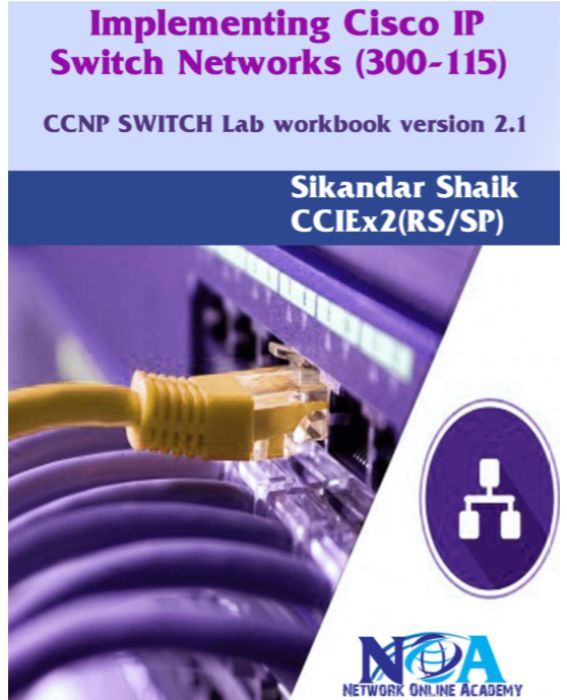 Implementing Cisco IP
Switch Networks (300-115)
CCNP SWITCH Lab workbook version 2.1
Sikandar Shaik
CCIEx2(RS/SP)
NOA
NETWORK ONLINE ACADEMY